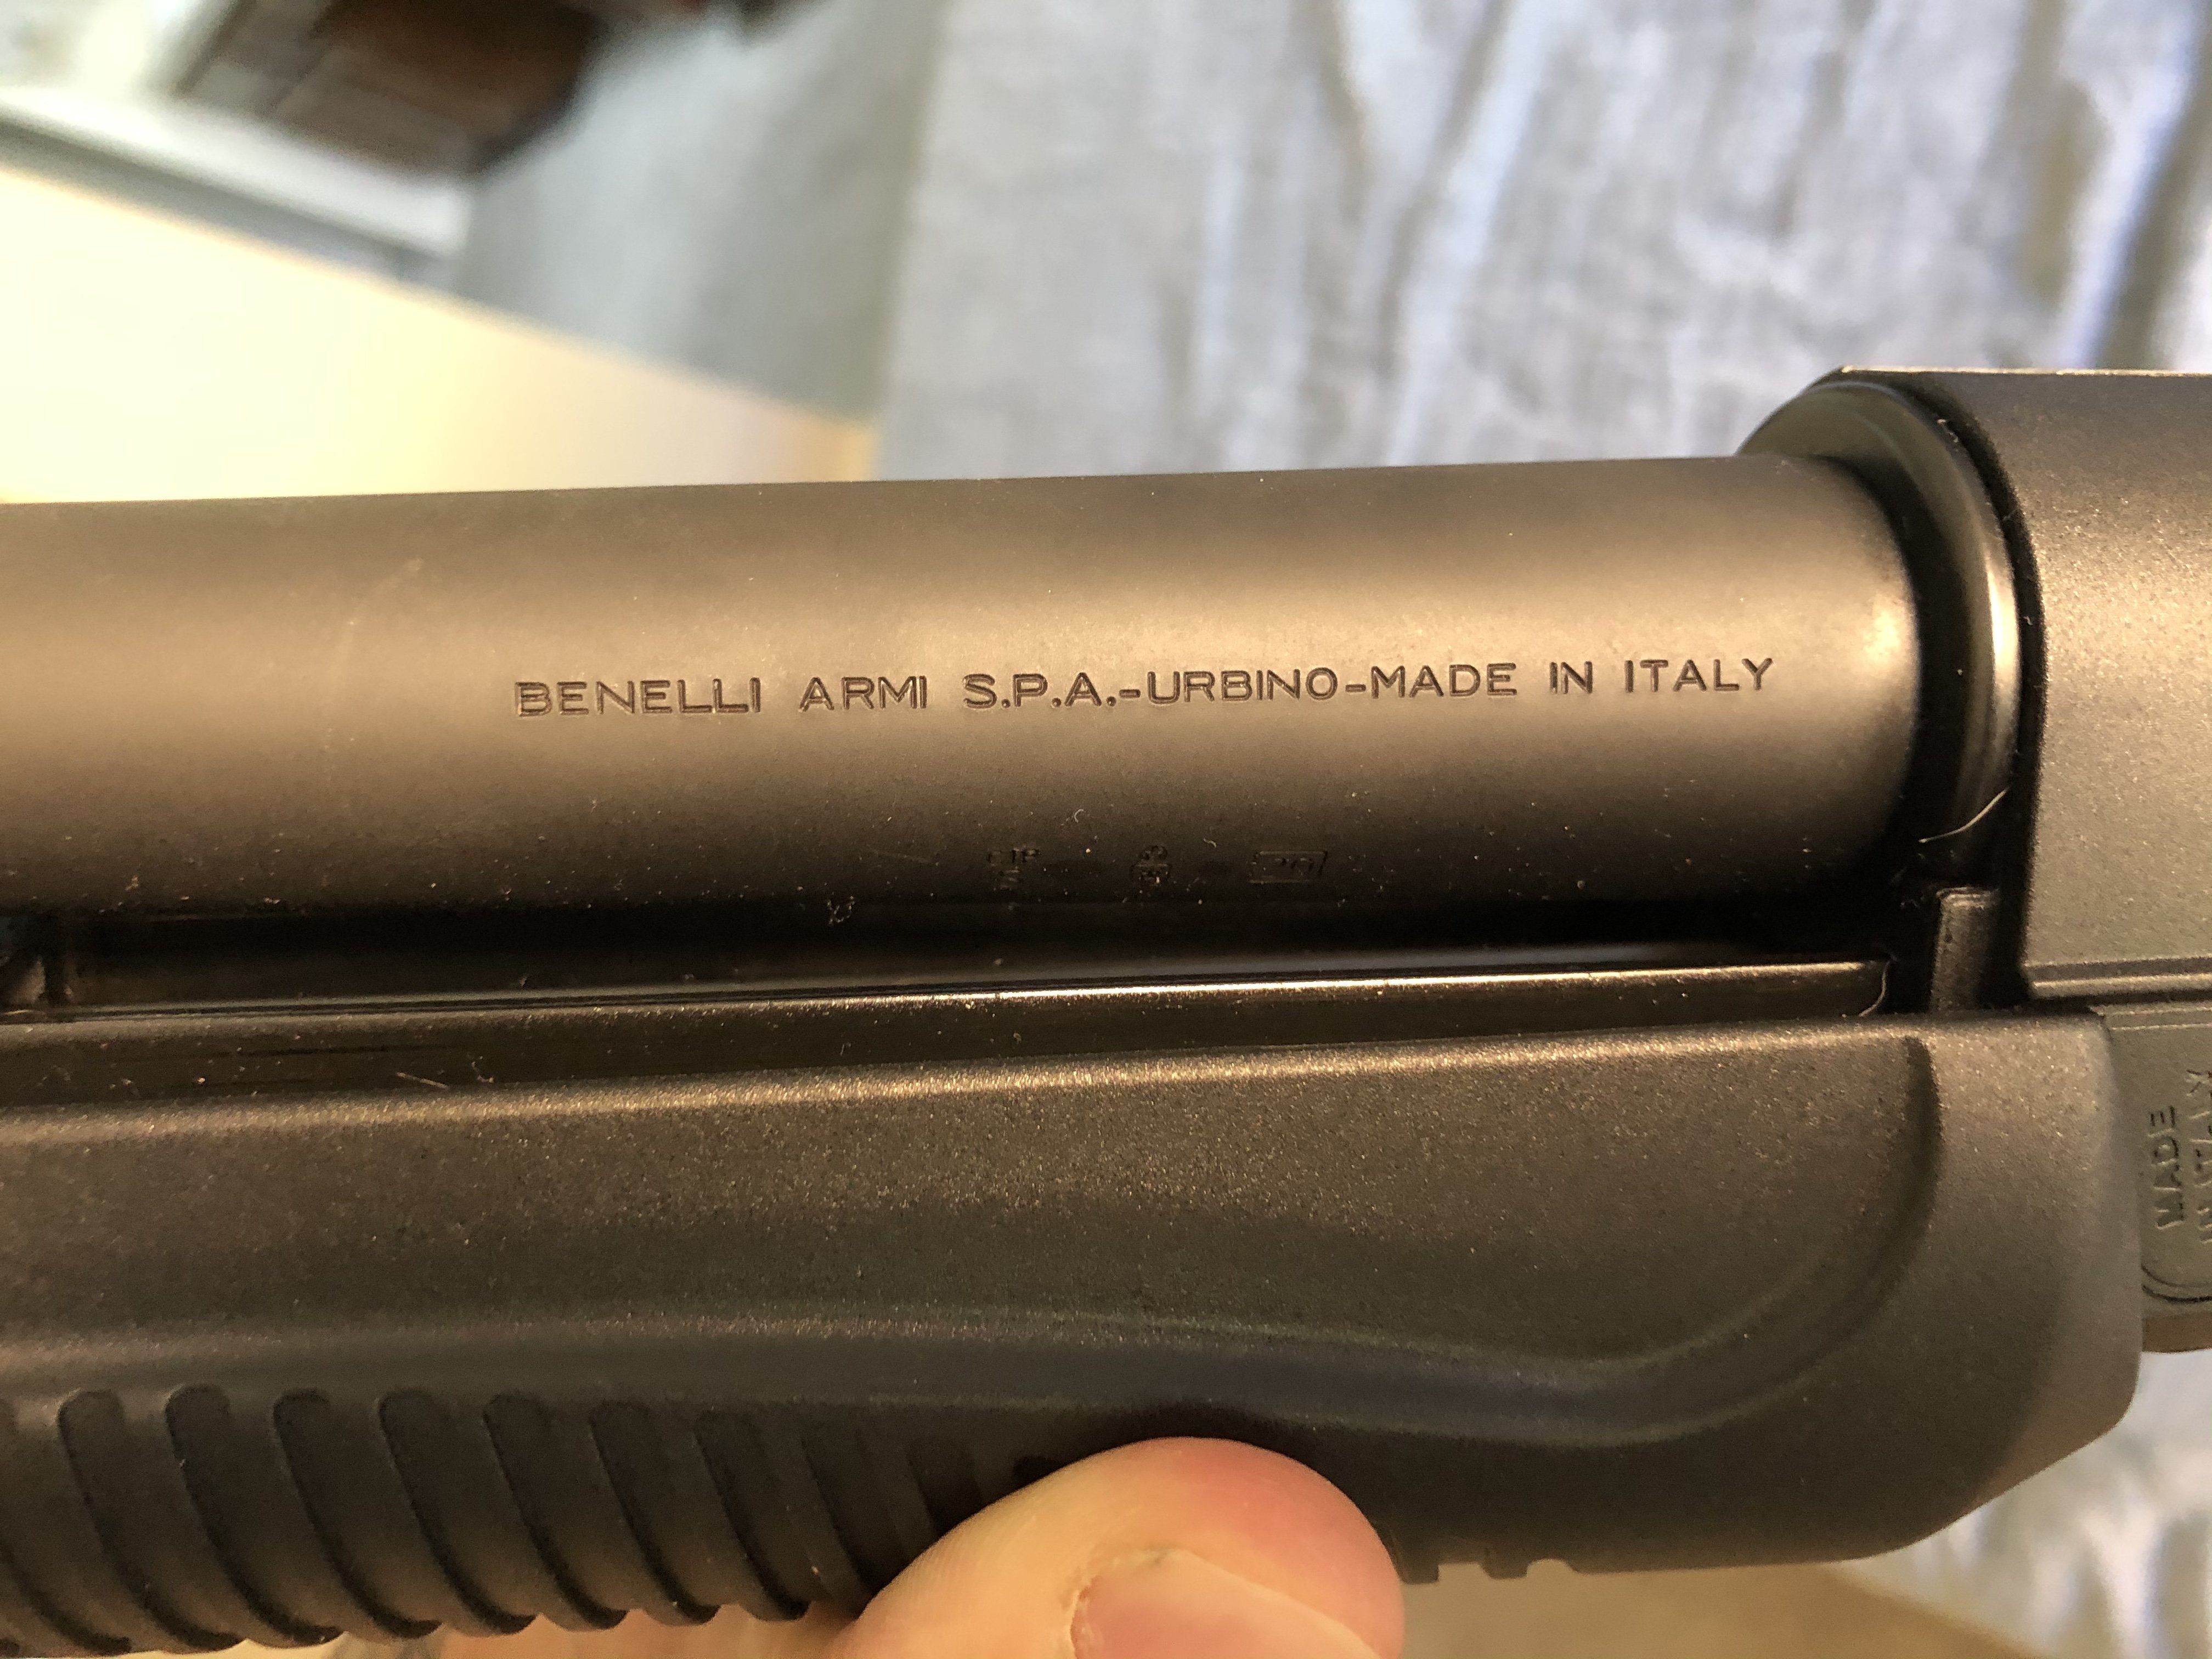 BENELLI ARMI S.P.A.-URBINO-MADE IN ITALY
MADE